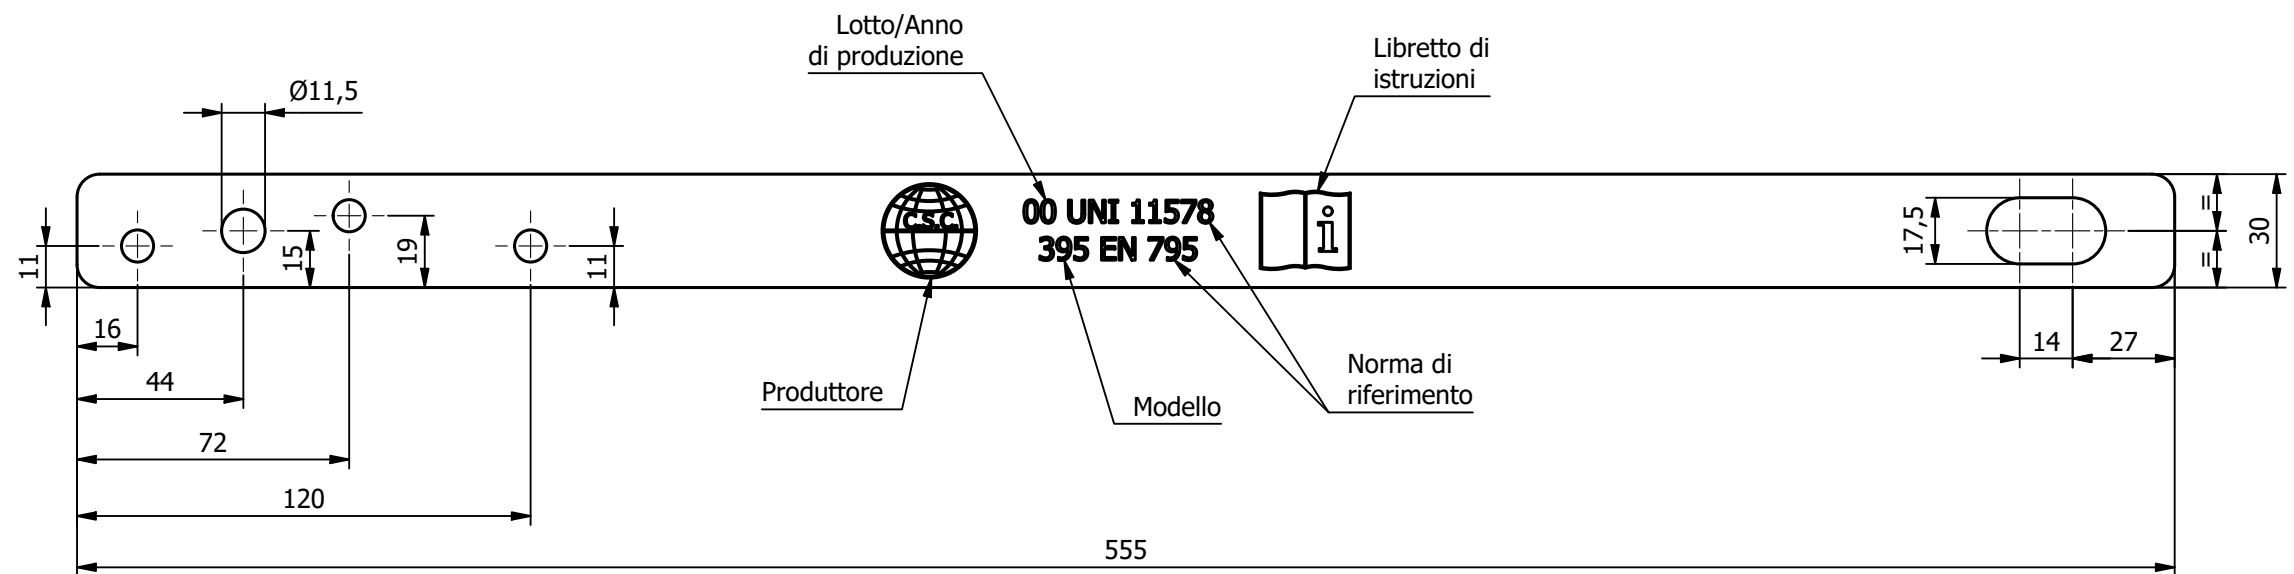 Lotto/Anno
di produzione
Libretto di
istruzioni
Ø11,5
C.S.C.
00 UNI 11578
395 EN 795
i
11
15
19
11
17,5
=
=
30
16
44
72
120
14
27
Produttore
Modello
Norma di
riferimento
555